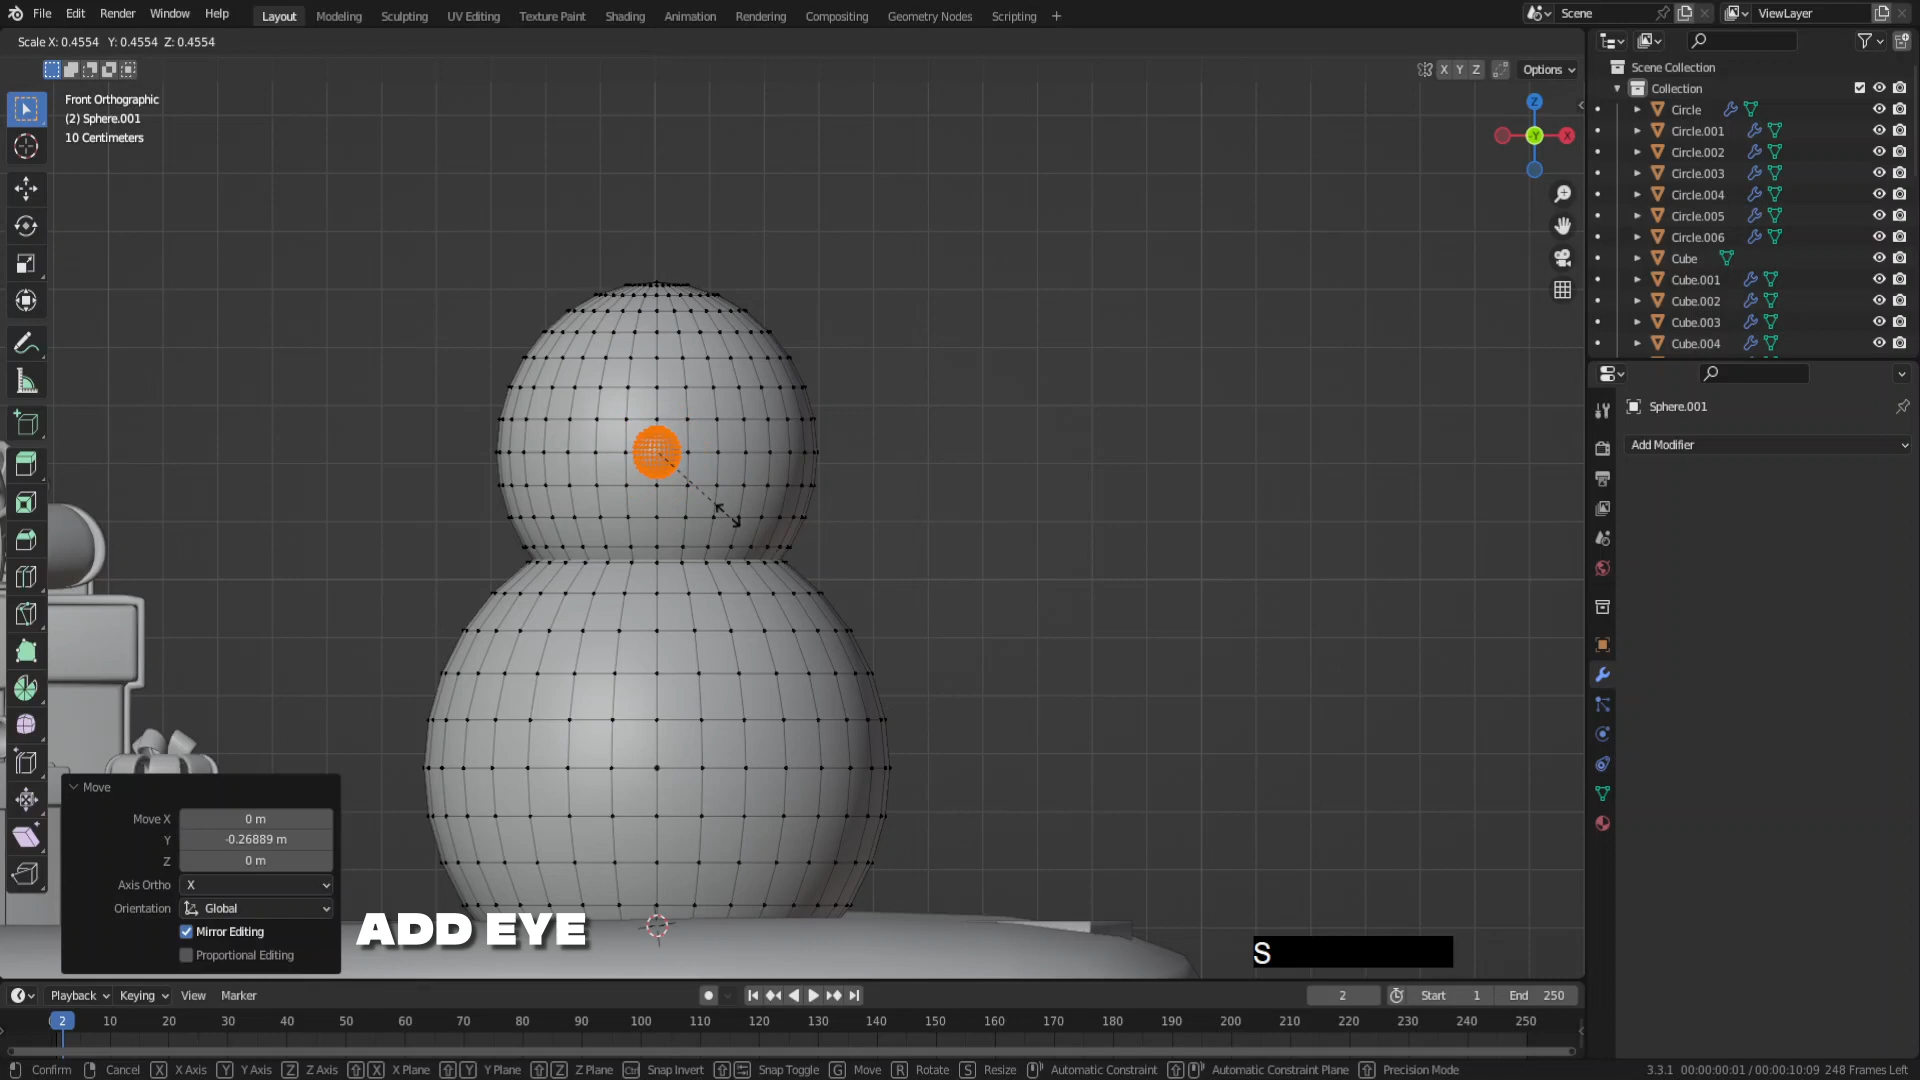 File Edit Render Window Help Layout Modeling Sculpting UV Editing Texture Paint Shading Animation Rendering Compositing Geometry Nodes Scripting + Scene ViewLayer
Scale X: 0.4554 Y: 0.4554 Z: 0.4554
X Y Z Options
Front Orthographic
(2) Sphere.001
10 Centimeters
Z
-Y X
Scene Collection
Collection
Circle
Circle.001
Circle.002
Circle.003
Circle.004
Circle.005
Circle.006
Cube
Cube.001
Cube.002
Cube.003
Cube.004
Sphere.001
Add Modifier
Move
Move X 0 m
Y -0.26889 m
Z 0 m
Axis Ortho X
Orientation Global
Mirror Editing
Proportional Editing
ADD EYE
S
Playback Keying View Marker 2 Start 1 End 250
2 10 20 30 40 50 60 70 80 90 100 110 120 130 140 150 160 170 180 190 200 210 220 230 240 250
Confirm Cancel X X Axis Y Y Axis Z Z Axis X X Plane Y Y Plane Z Z Plane Ctrl Snap Invert Snap Toggle G Move R Rotate S Resize Automatic Constraint Automatic Constraint Plane Precision Mode 3.3.1 00:00:00:01 / 00:00:10:09 248 Frames Left